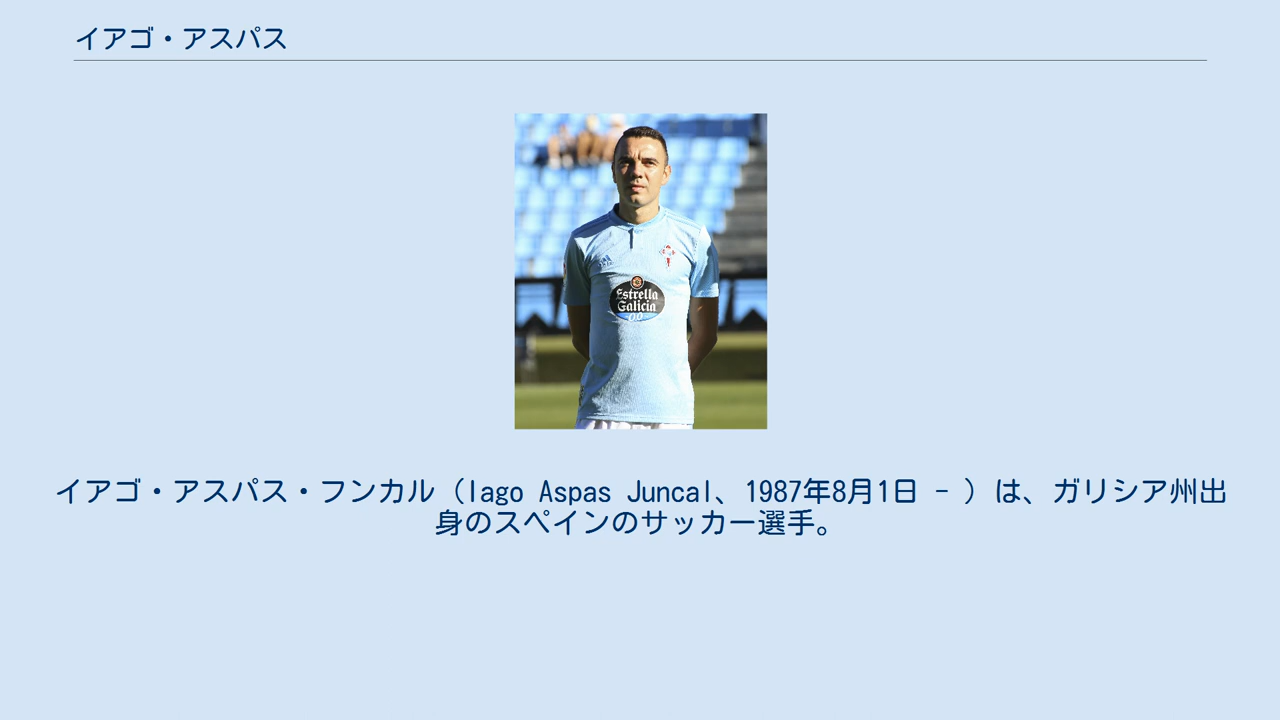 イアゴ・アスパス
Estrella
Galicia
イアゴ・アスパス・フンカル（Iago Aspas Juncal、1987年8月1日 - ）は、ガリシア州出
身のスペインのサッカー選手。